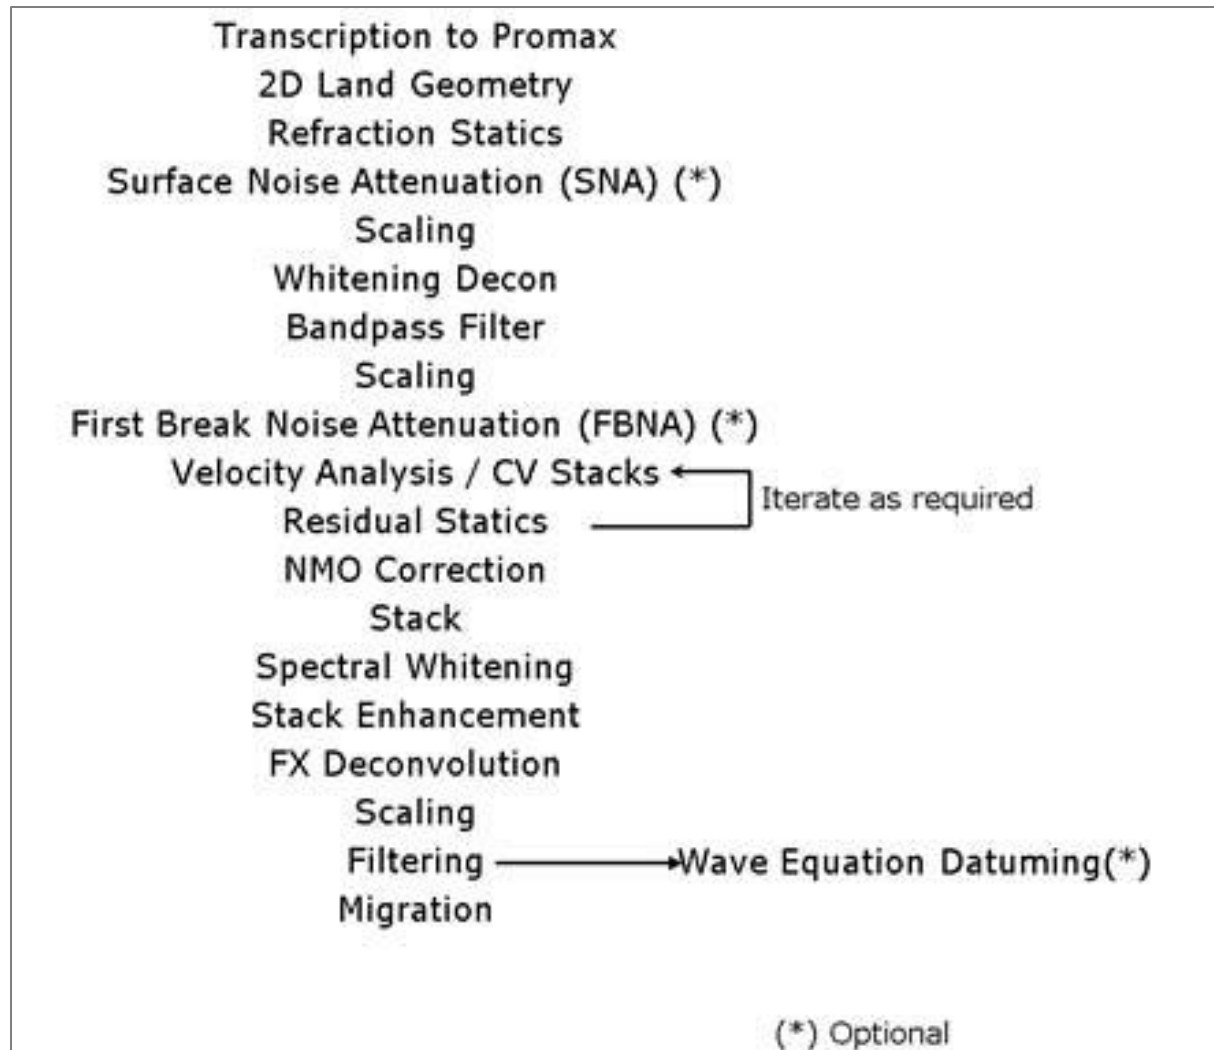 Transcription to Promax
2D Land Geometry
Refraction Statics
Surface Noise Attenuation (SNA) (*)
Scaling
Whitening Decon
Bandpass Filter
Scaling
First Break Noise Attenuation (FBNA) (*)
Velocity Analysis / CV Stacks
Iterate as required
Residual Statics
NMO Correction
Stack
Spectral Whitening
Stack Enhancement
FX Deconvolution
Scaling
Filtering Wave Equation Datuming(*)
Migration
(*) Optional